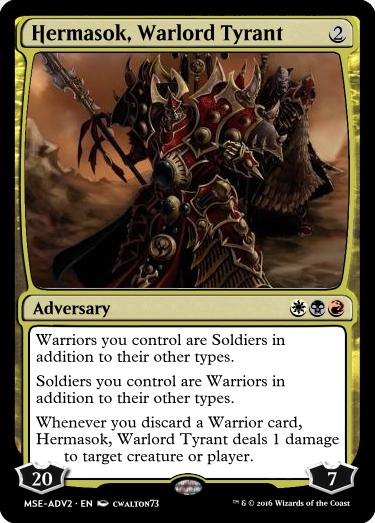 Hermasok, Warlord Tyrant 2
Adversary
Warriors you control are Soldiers in
addition to their other types.
Soldiers you control are Warriors in
addition to their other types.
Whenever you discard a Warrior card,
Hermasok, Warlord Tyrant deals 1 damage
to target creature or player.
20
7
MSE-ADV2 • EN CWALTON73
™ & © 2016 Wizards of the Coast